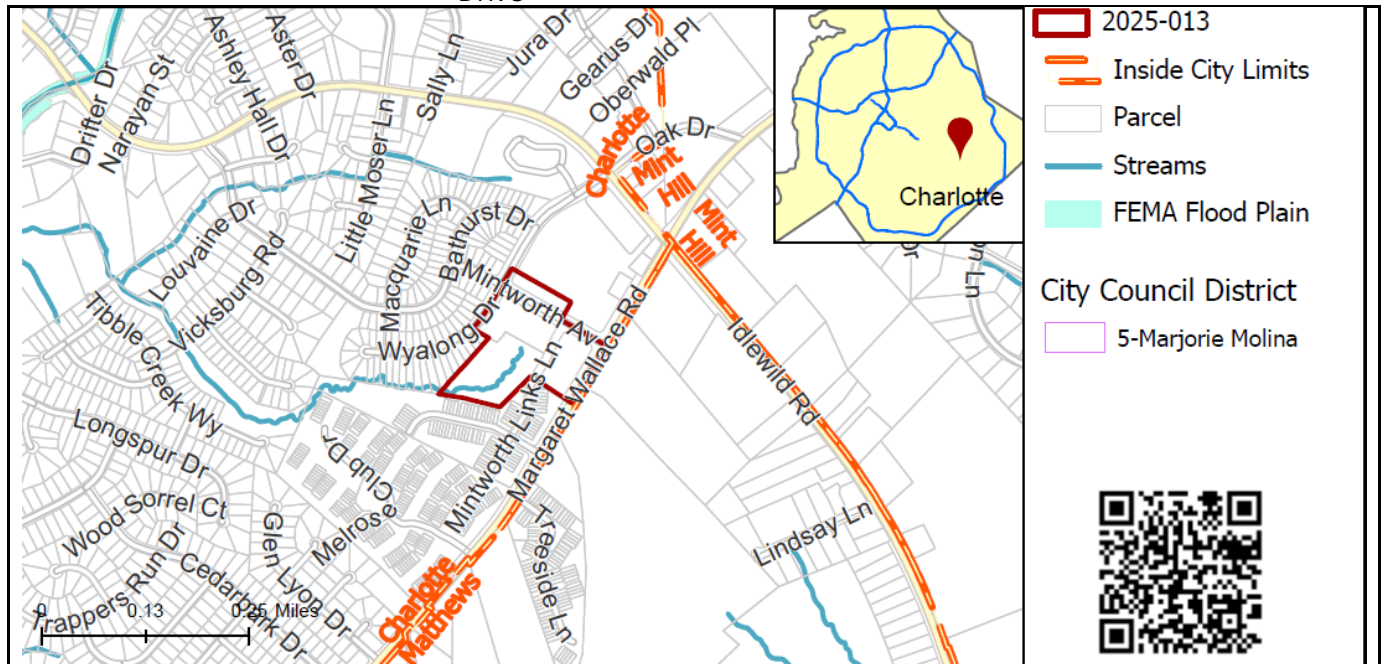 Drifter Dr
Narayan St
Ashley Hall Dr
Aster Dr
Sally Ln
Jura Dr
Gearus Dr
Oberwald Pl
Oak Dr
Charlotte
Mint
Hill
Mint
Hill
Little Moser Ln
Louvaine Dr
Vicksburg Rd
Macquarie Ln
Bathurst Dr
Mintworth Av
Wyalong Dr
Tibble Creek Wy
Margaret Wallace Rd
Mintworth Links Ln
Idlewild Rd
Longspur Dr
Club Dr
Melrose
Wood Sorrel Ct
Glen Lyon Dr
Cedarbark Dr
Trappers Run Dr
Treeside Ln
Lindsay Ln
Charlotte
Matthews
0 0.13 0.25 Miles
Charlotte
Dr
on Ln
2025-013
Inside City Limits
Parcel
Streams
FEMA Flood Plain
City Council District
5-Marjorie Molina